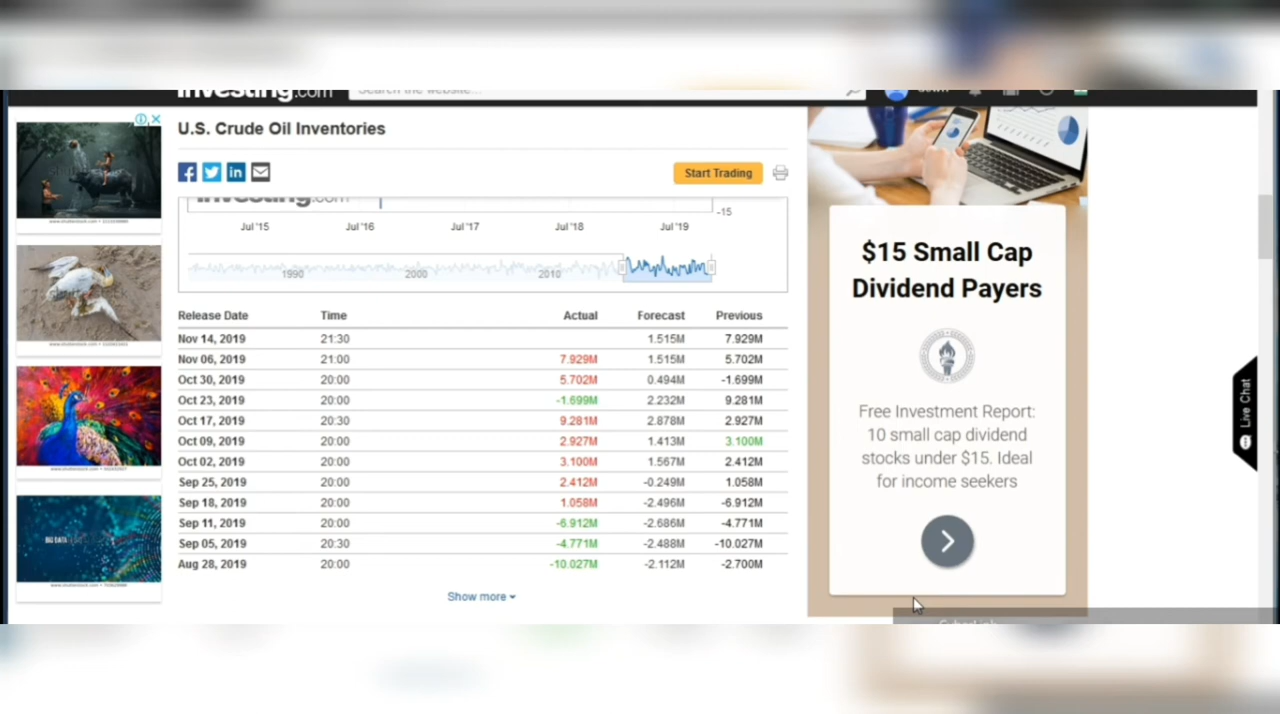 Investing.com
Search the website...
U.S. Crude Oil Inventories
Start Trading
Investing.com
-15
Jul '15 Jul '16 Jul '17 Jul '18 Jul '19
1990 2000 2010
Release Date Time Actual Forecast Previous
Nov 14, 2019 21:30 1.515M 7.929M
Nov 06, 2019 21:00 7.929M 1.515M 5.702M
Oct 30, 2019 20:00 5.702M 0.494M -1.699M
Oct 23, 2019 20:00 -1.699M 2.232M 9.281M
Oct 17, 2019 20:30 9.281M 2.878M 2.927M
Oct 09, 2019 20:00 2.927M 1.413M 3.100M
Oct 02, 2019 20:00 3.100M 1.567M 2.412M
Sep 25, 2019 20:00 2.412M -0.249M 1.058M
Sep 18, 2019 20:00 1.058M -2.496M -6.912M
Sep 11, 2019 20:00 -6.912M -2.686M -4.771M
Sep 05, 2019 20:30 -4.771M -2.488M -10.027M
Aug 28, 2019 20:00 -10.027M -2.112M -2.700M
Show more
$15 Small Cap
Dividend Payers
Free Investment Report:
10 small cap dividend
stocks under $15. Ideal
for income seekers
Live Chat
BIG DATA